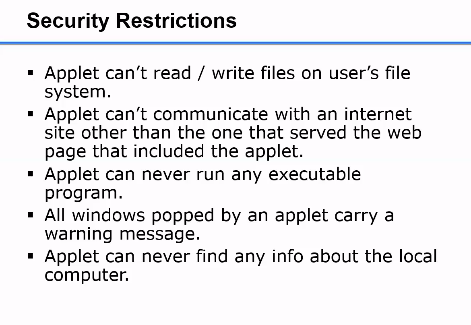 Security Restrictions
▪ Applet can't read / write files on user's file
system.
▪ Applet can't communicate with an internet
site other than the one that served the web
page that included the applet.
▪ Applet can never run any executable
program.
▪ All windows popped by an applet carry a
warning message.
▪ Applet can never find any info about the local
computer.